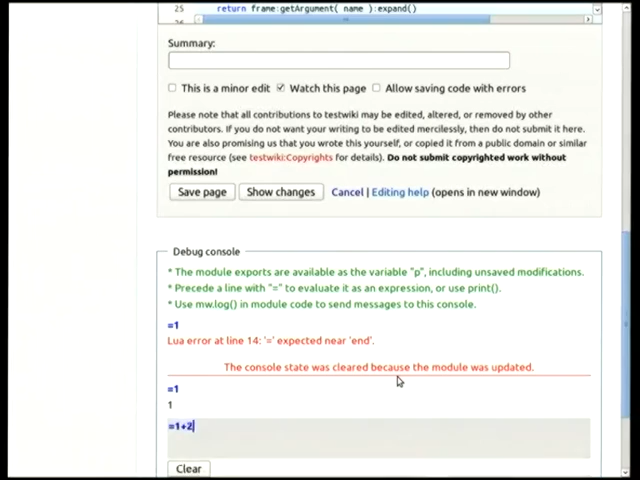 25 return frame:getArgument( name ):expand()
Summary:
This is a minor edit Watch this page Allow saving code with errors
Please note that all contributions to testwiki may be edited, altered, or removed by other
contributors. If you do not want your writing to be edited mercilessly, then do not submit it here.
You are also promising us that you wrote this yourself, or copied it from a public domain or similar
free resource (see testwiki:Copyrights for details). Do not submit copyrighted work without
permission!
Save page Show changes Cancel | Editing help (opens in new window)
Debug console
* The module exports are available as the variable "p", including unsaved modifications.
* Precede a line with "=" to evaluate it as an expression, or use print().
* Use mw.log() in module code to send messages to this console.
=1
Lua error at line 14: '=' expected near 'end'.
The console state was cleared because the module was updated.
=1
1
=1+2
Clear